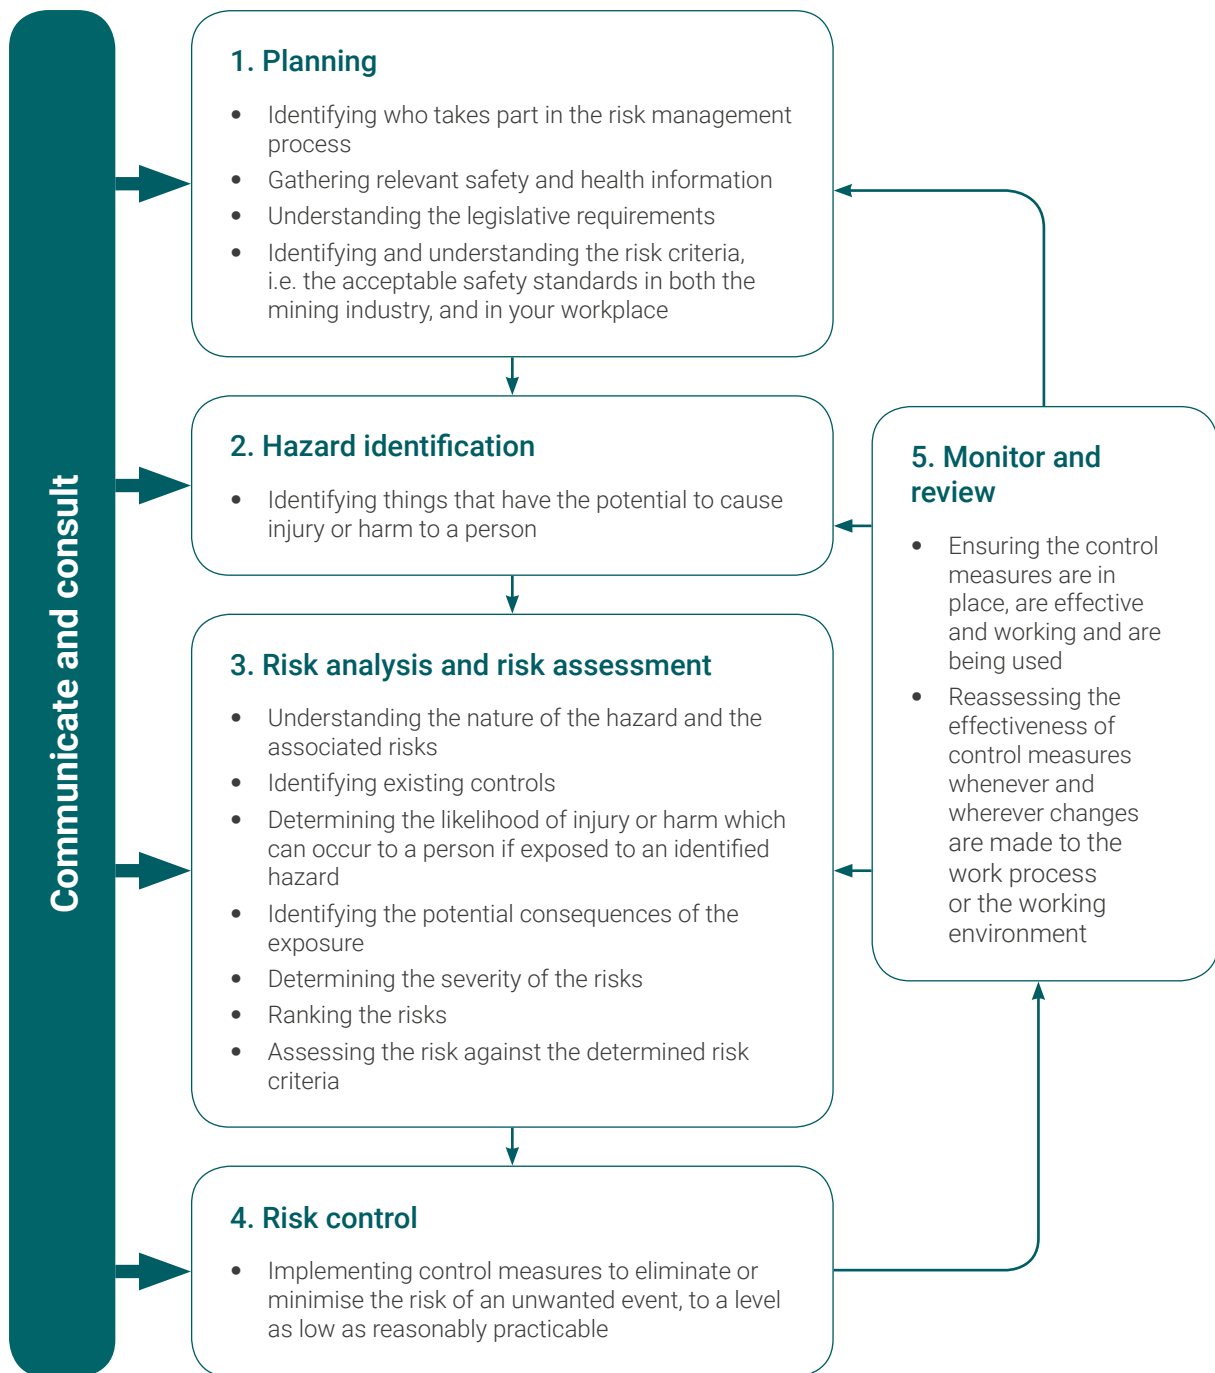 Communicate and consult
1. Planning
• Identifying who takes part in the risk management
process
• Gathering relevant safety and health information
• Understanding the legislative requirements
• Identifying and understanding the risk criteria,
i.e. the acceptable safety standards in both the
mining industry, and in your workplace
2. Hazard identification
• Identifying things that have the potential to cause
injury or harm to a person
3. Risk analysis and risk assessment
• Understanding the nature of the hazard and the
associated risks
• Identifying existing controls
• Determining the likelihood of injury or harm which
can occur to a person if exposed to an identified
hazard
• Identifying the potential consequences of the
exposure
• Determining the severity of the risks
• Ranking the risks
• Assessing the risk against the determined risk
criteria
4. Risk control
• Implementing control measures to eliminate or
minimise the risk of an unwanted event, to a level
as low as reasonably practicable
5. Monitor and
review
• Ensuring the control
measures are in
place, are effective
and working and are
being used
• Reassessing the
effectiveness of
control measures
whenever and
wherever changes
are made to the
work process
or the working
environment